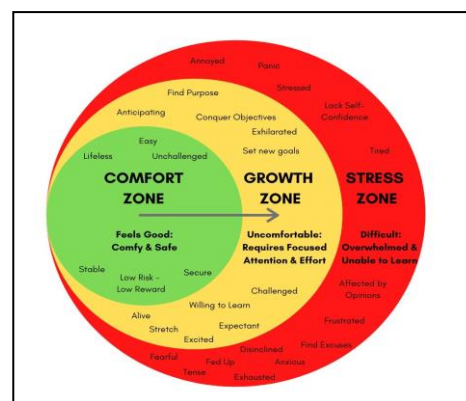 Annoyed
Panic
Stressed
Find Purpose
Lack Self-
Confidence
Anticipating
Conquer Objectives
Exhilarated
Easy
Set new goals
Lifeless
Unchallenged
Tired
COMFORT
ZONE
GROWTH
ZONE
STRESS
ZONE
Feels Good:
Comfy & Safe
Uncomfortable:
Requires Focused
Attention & Effort
Difficult:
Overwhelmed &
Unable to Learn
Stable
Low Risk -
Low Reward
Secure
Affected by
Opinions
Challenged
Willing to Learn
Alive
Stretch
Expectant
Excited
Frustrated
Find Excuses
Disinclined
Fearful
Fed Up
Anxious
Tense
Exhausted